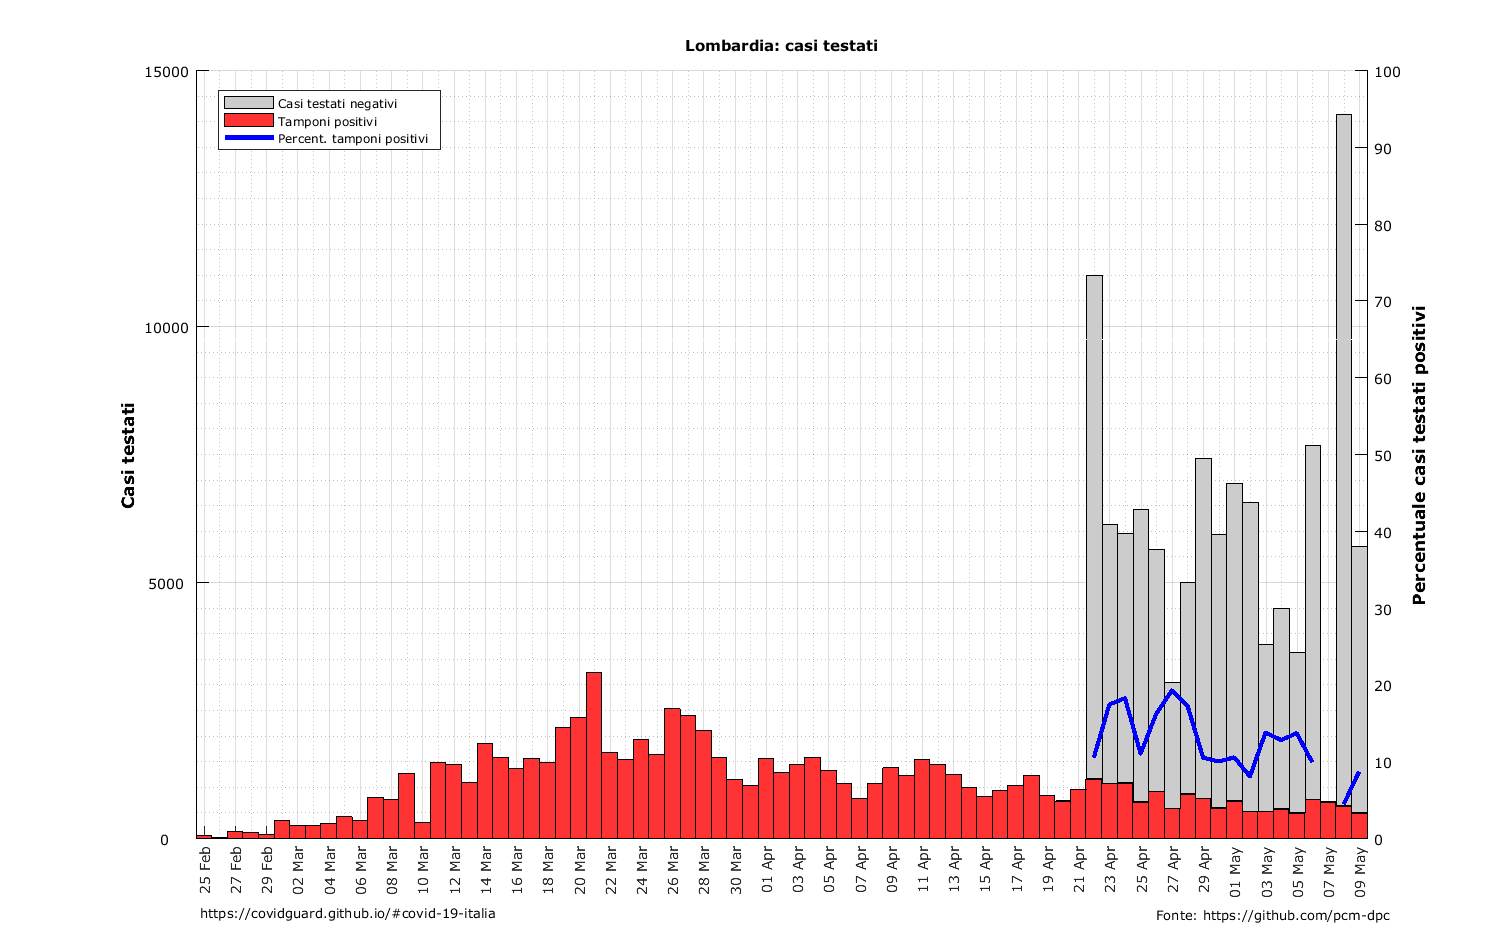 Lombardia: casi testati
15000
10000
5000
0
Casi testati
Casi testati negativi
Tamponi positivi
Percent. tamponi positivi
100
90
80
70
60
50
40
30
20
10
0
Percentuale casi testati positivi
25 Feb
27 Feb
29 Feb
02 Mar
04 Mar
06 Mar
08 Mar
10 Mar
12 Mar
14 Mar
16 Mar
18 Mar
20 Mar
22 Mar
24 Mar
26 Mar
28 Mar
30 Mar
01 Apr
03 Apr
05 Apr
07 Apr
09 Apr
11 Apr
13 Apr
15 Apr
17 Apr
19 Apr
21 Apr
23 Apr
25 Apr
27 Apr
29 Apr
01 May
03 May
05 May
07 May
09 May
https://covidguard.github.io/#covid-19-italia
Fonte: https://github.com/pcm-dpc